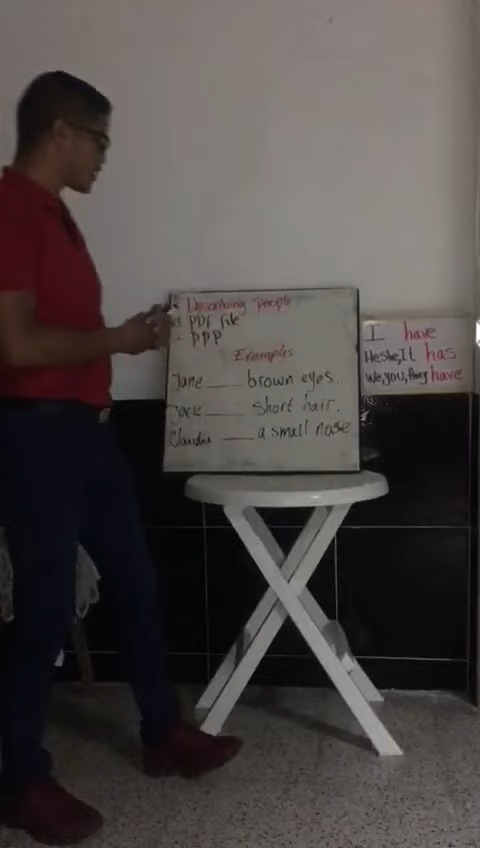 Describing people
PDF file
PPP
Examples
June ____ brown eyes.
Jack ____ short hair.
Claudia ____ a small nose
I have
He,she,It has
We,you,they have